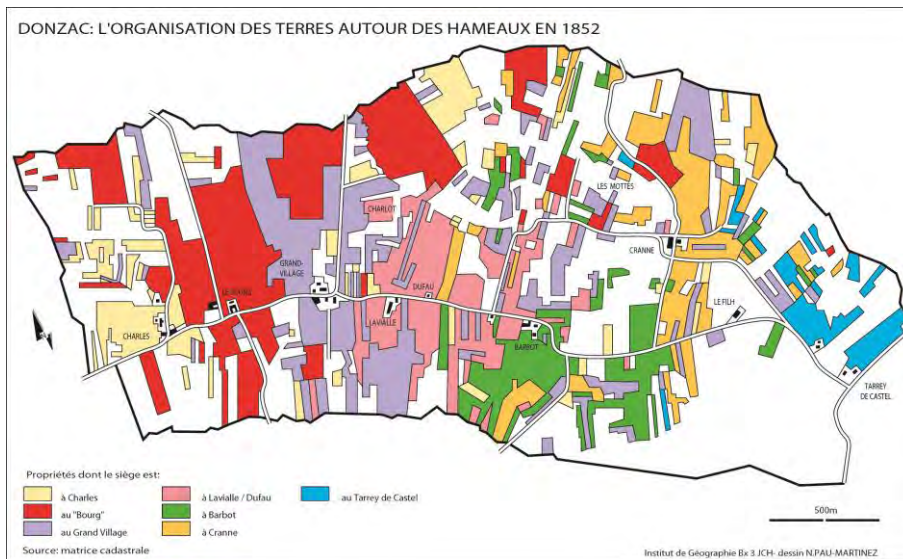 DONZAC: L'ORGANISATION DES TERRES AUTOUR DES HAMEAUX EN 1852
LES MOTTES
CHARLOT
CRANNE
GRAND-
VILLAGE
DUFAU
LE BOURG
LE FILH
LAVIALLE
CHARLES
BARBOT
TARREY
DE CASTEL
Propriétés dont le siège est:
à Charles
à Lavialle / Dufau
au Tarrey de Castel
au "Bourg"
à Barbot
au Grand Village
à Cranne
500m
Source: matrice cadastrale
Institut de Géographie Bx 3 JCH- dessin N.PAU-MARTINEZ